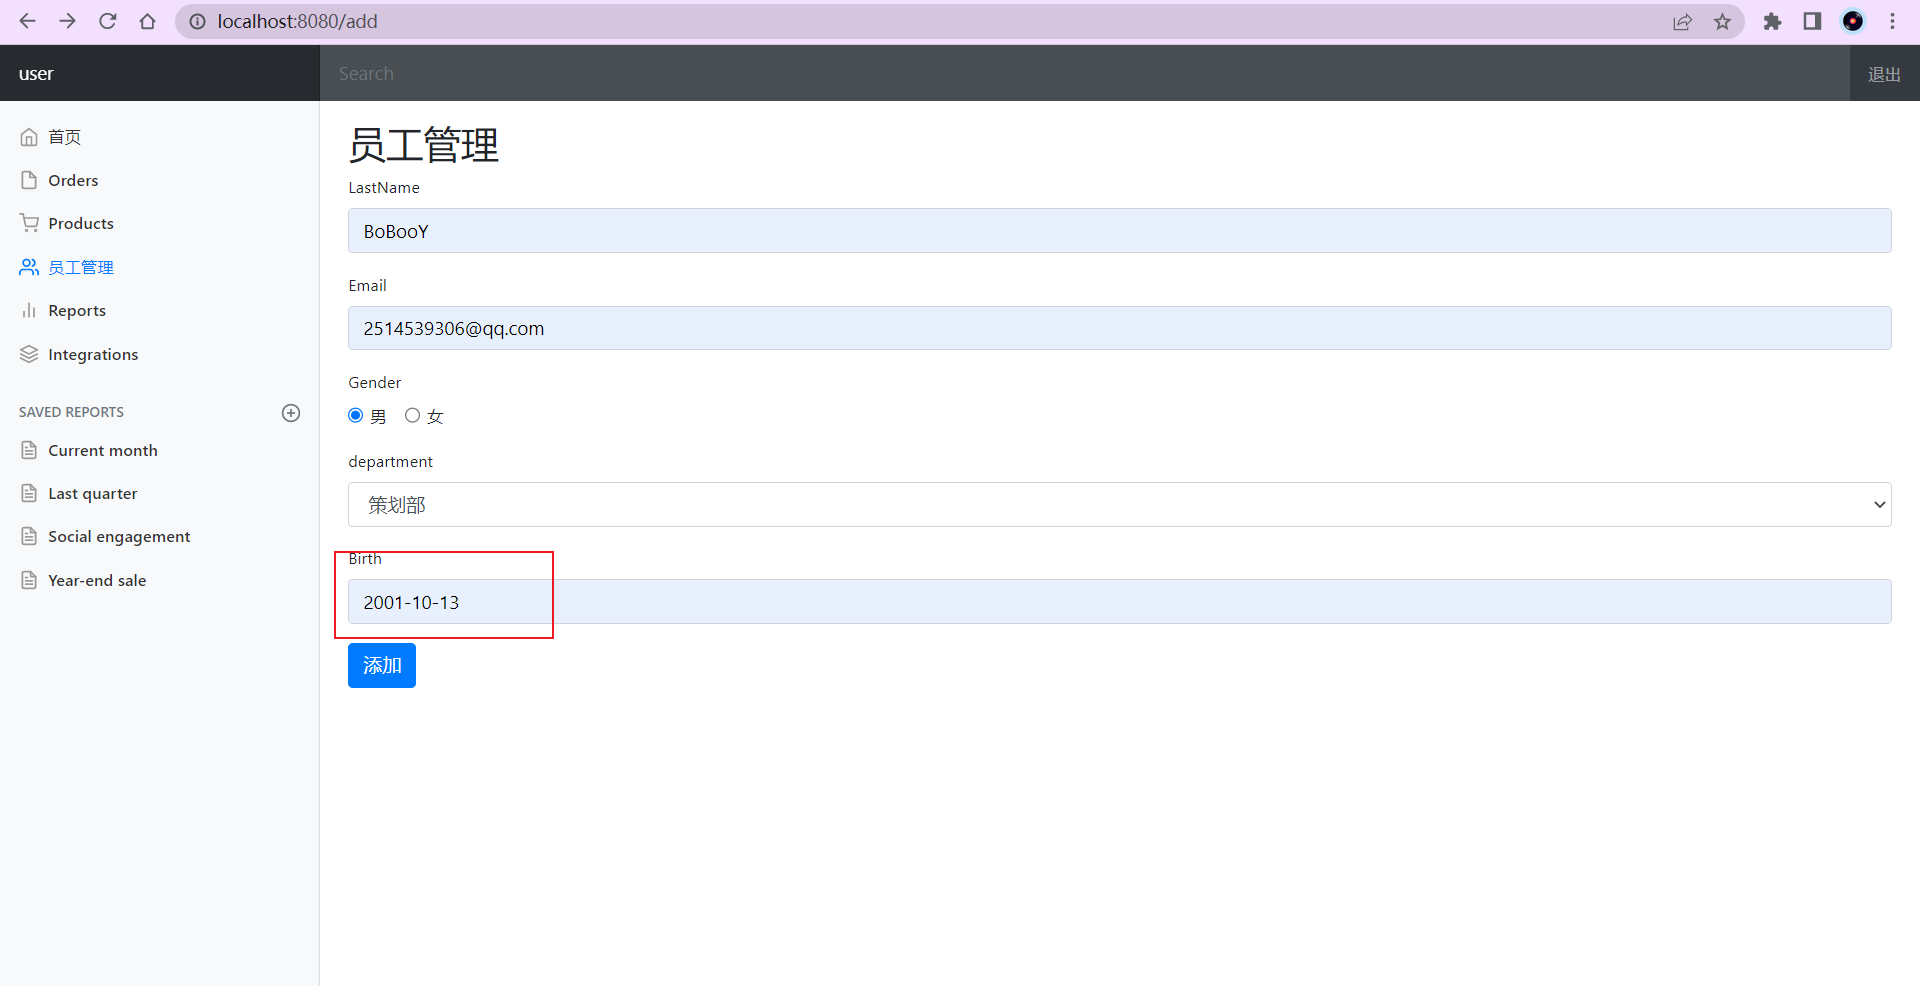 localhost:8080/add
user
Search
退出
首页
Orders
Products
员工管理
Reports
Integrations
SAVED REPORTS
Current month
Last quarter
Social engagement
Year-end sale
员工管理
LastName
BoBooY
Email
2514539306@qq.com
Gender
男 女
department
策划部
Birth
2001-10-13
添加